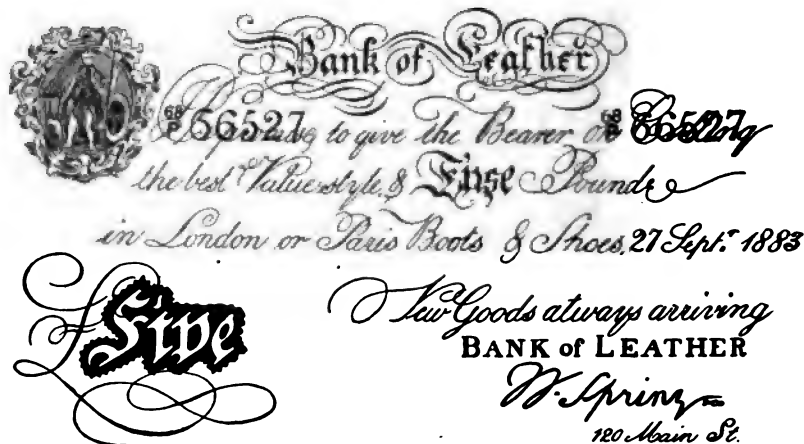 Bank of Leather
68/P 66527 to give the Bearer on 68/P 66527
the best Value style, & Pounds
in London or Paris Boots & Shoes. 27 Sept. 1883
Five
New Goods always arriving
BANK of LEATHER
W. Spring
120 Main St.